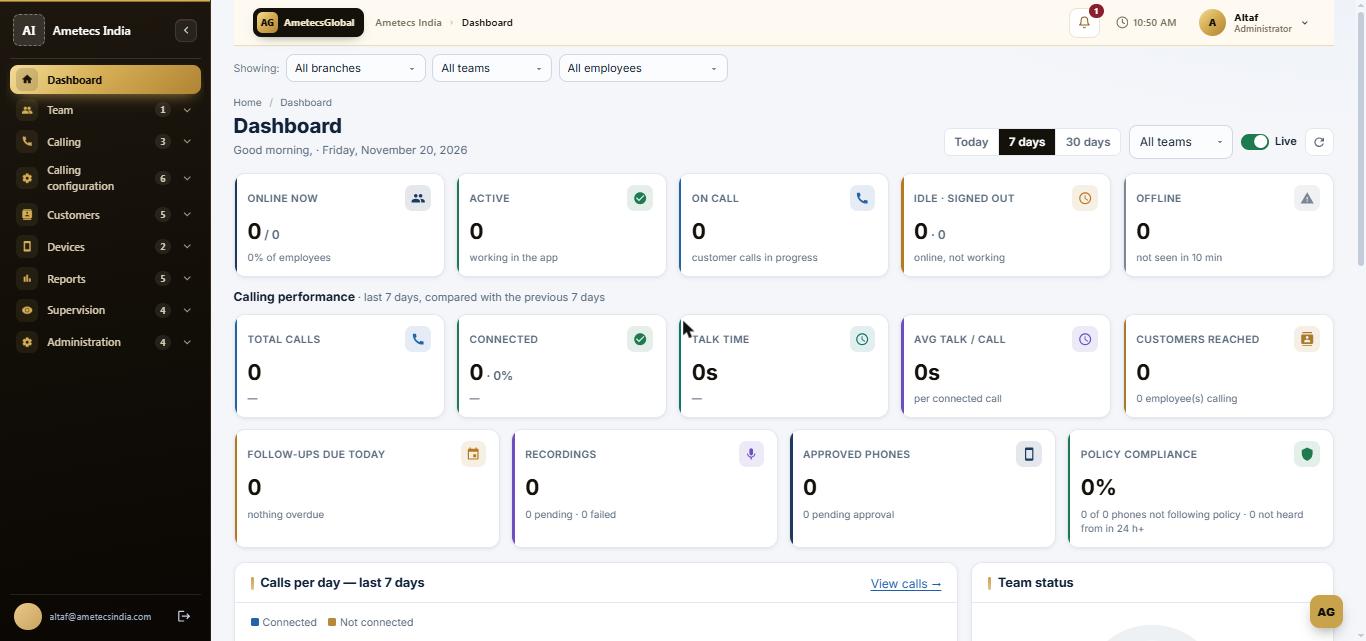 AI Ametecs India
Dashboard
Team 1
Calling 3
Calling configuration 6
Customers 5
Devices 2
Reports 5
Supervision 4
Administration 4
altaf@ametecsindia.com
AG AmetecsGlobal Ametecs India › Dashboard
1
10:50 AM
A Altaf
Administrator
Showing: All branches All teams All employees
Home / Dashboard
Dashboard
Good morning, · Friday, November 20, 2026
Today 7 days 30 days All teams Live
ONLINE NOW
0 / 0
0% of employees
ACTIVE
0
working in the app
ON CALL
0
customer calls in progress
IDLE · SIGNED OUT
0 · 0
online, not working
OFFLINE
0
not seen in 10 min
Calling performance · last 7 days, compared with the previous 7 days
TOTAL CALLS
0
—
CONNECTED
0 · 0%
—
TALK TIME
0s
—
AVG TALK / CALL
0s
per connected call
CUSTOMERS REACHED
0
0 employee(s) calling
FOLLOW-UPS DUE TODAY
0
nothing overdue
RECORDINGS
0
0 pending · 0 failed
APPROVED PHONES
0
0 pending approval
POLICY COMPLIANCE
0%
0 of 0 phones not following policy · 0 not heard
from in 24 h+
Calls per day — last 7 days
View calls →
Connected Not connected
Team status
AG